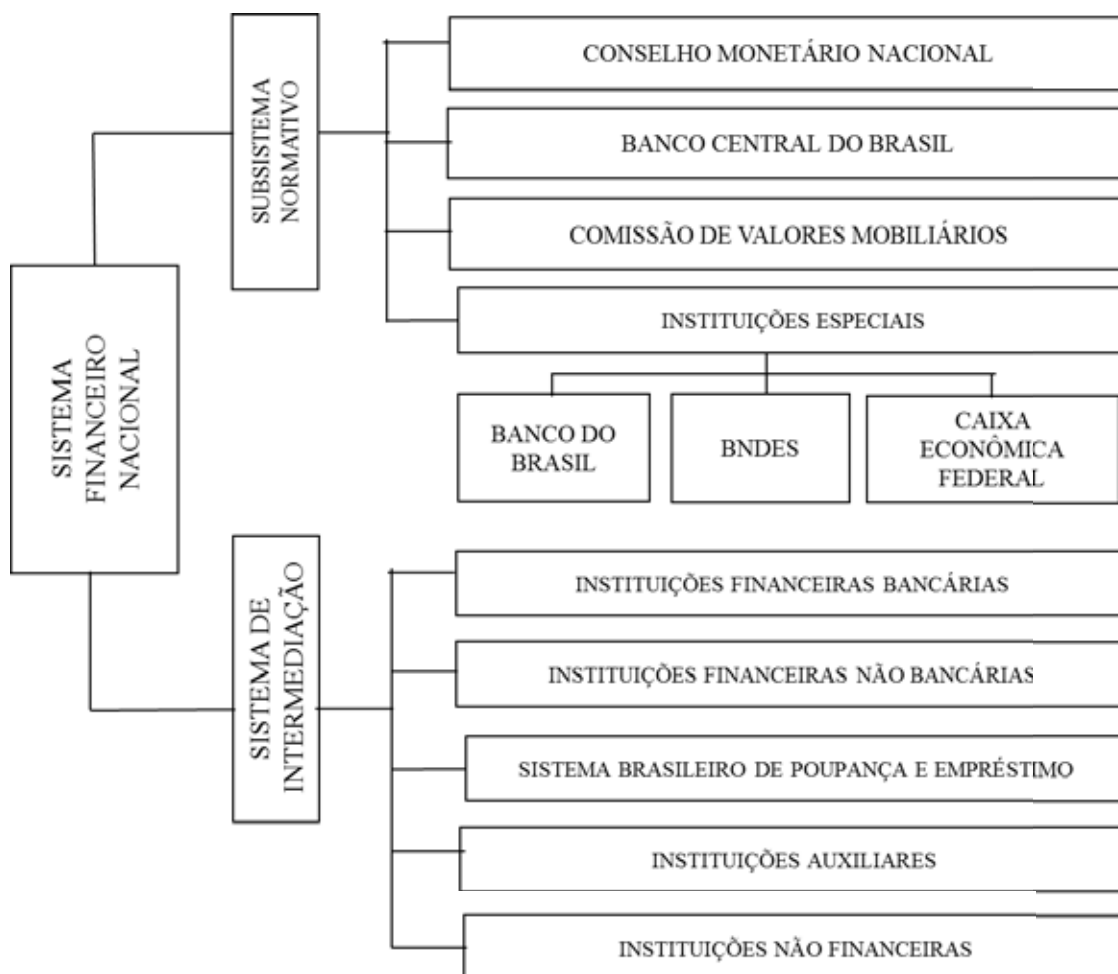 SISTEMA
FINANCEIRO
NACIONAL
SUBSISTEMA
NORMATIVO
CONSELHO MONETÁRIO NACIONAL
BANCO CENTRAL DO BRASIL
COMISSÃO DE VALORES MOBILIÁRIOS
INSTITUIÇÕES ESPECIAIS
BANCO DO
BRASIL
BNDES
CAIXA
ECONÔMICA
FEDERAL
SISTEMA DE
INTERMEDIAÇÃO
INSTITUIÇÕES FINANCEIRAS BANCÁRIAS
INSTITUIÇÕES FINANCEIRAS NÃO BANCÁRIAS
SISTEMA BRASILEIRO DE POUPANÇA E EMPRÉSTIMO
INSTITUIÇÕES AUXILIARES
INSTITUIÇÕES NÃO FINANCEIRAS